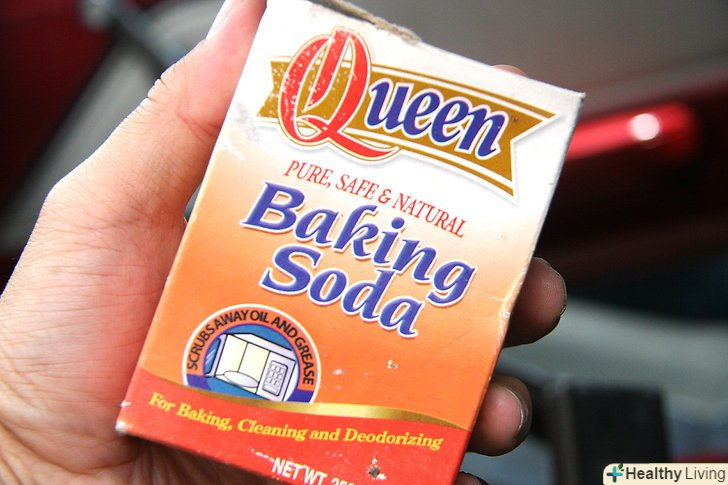 Queen
PURE, SAFE & NATURAL
Baking
Soda
SCRUBS AWAY OIL AND GREASE
For Baking, Cleaning and Deodorizing
NET WT.
Healthy Living